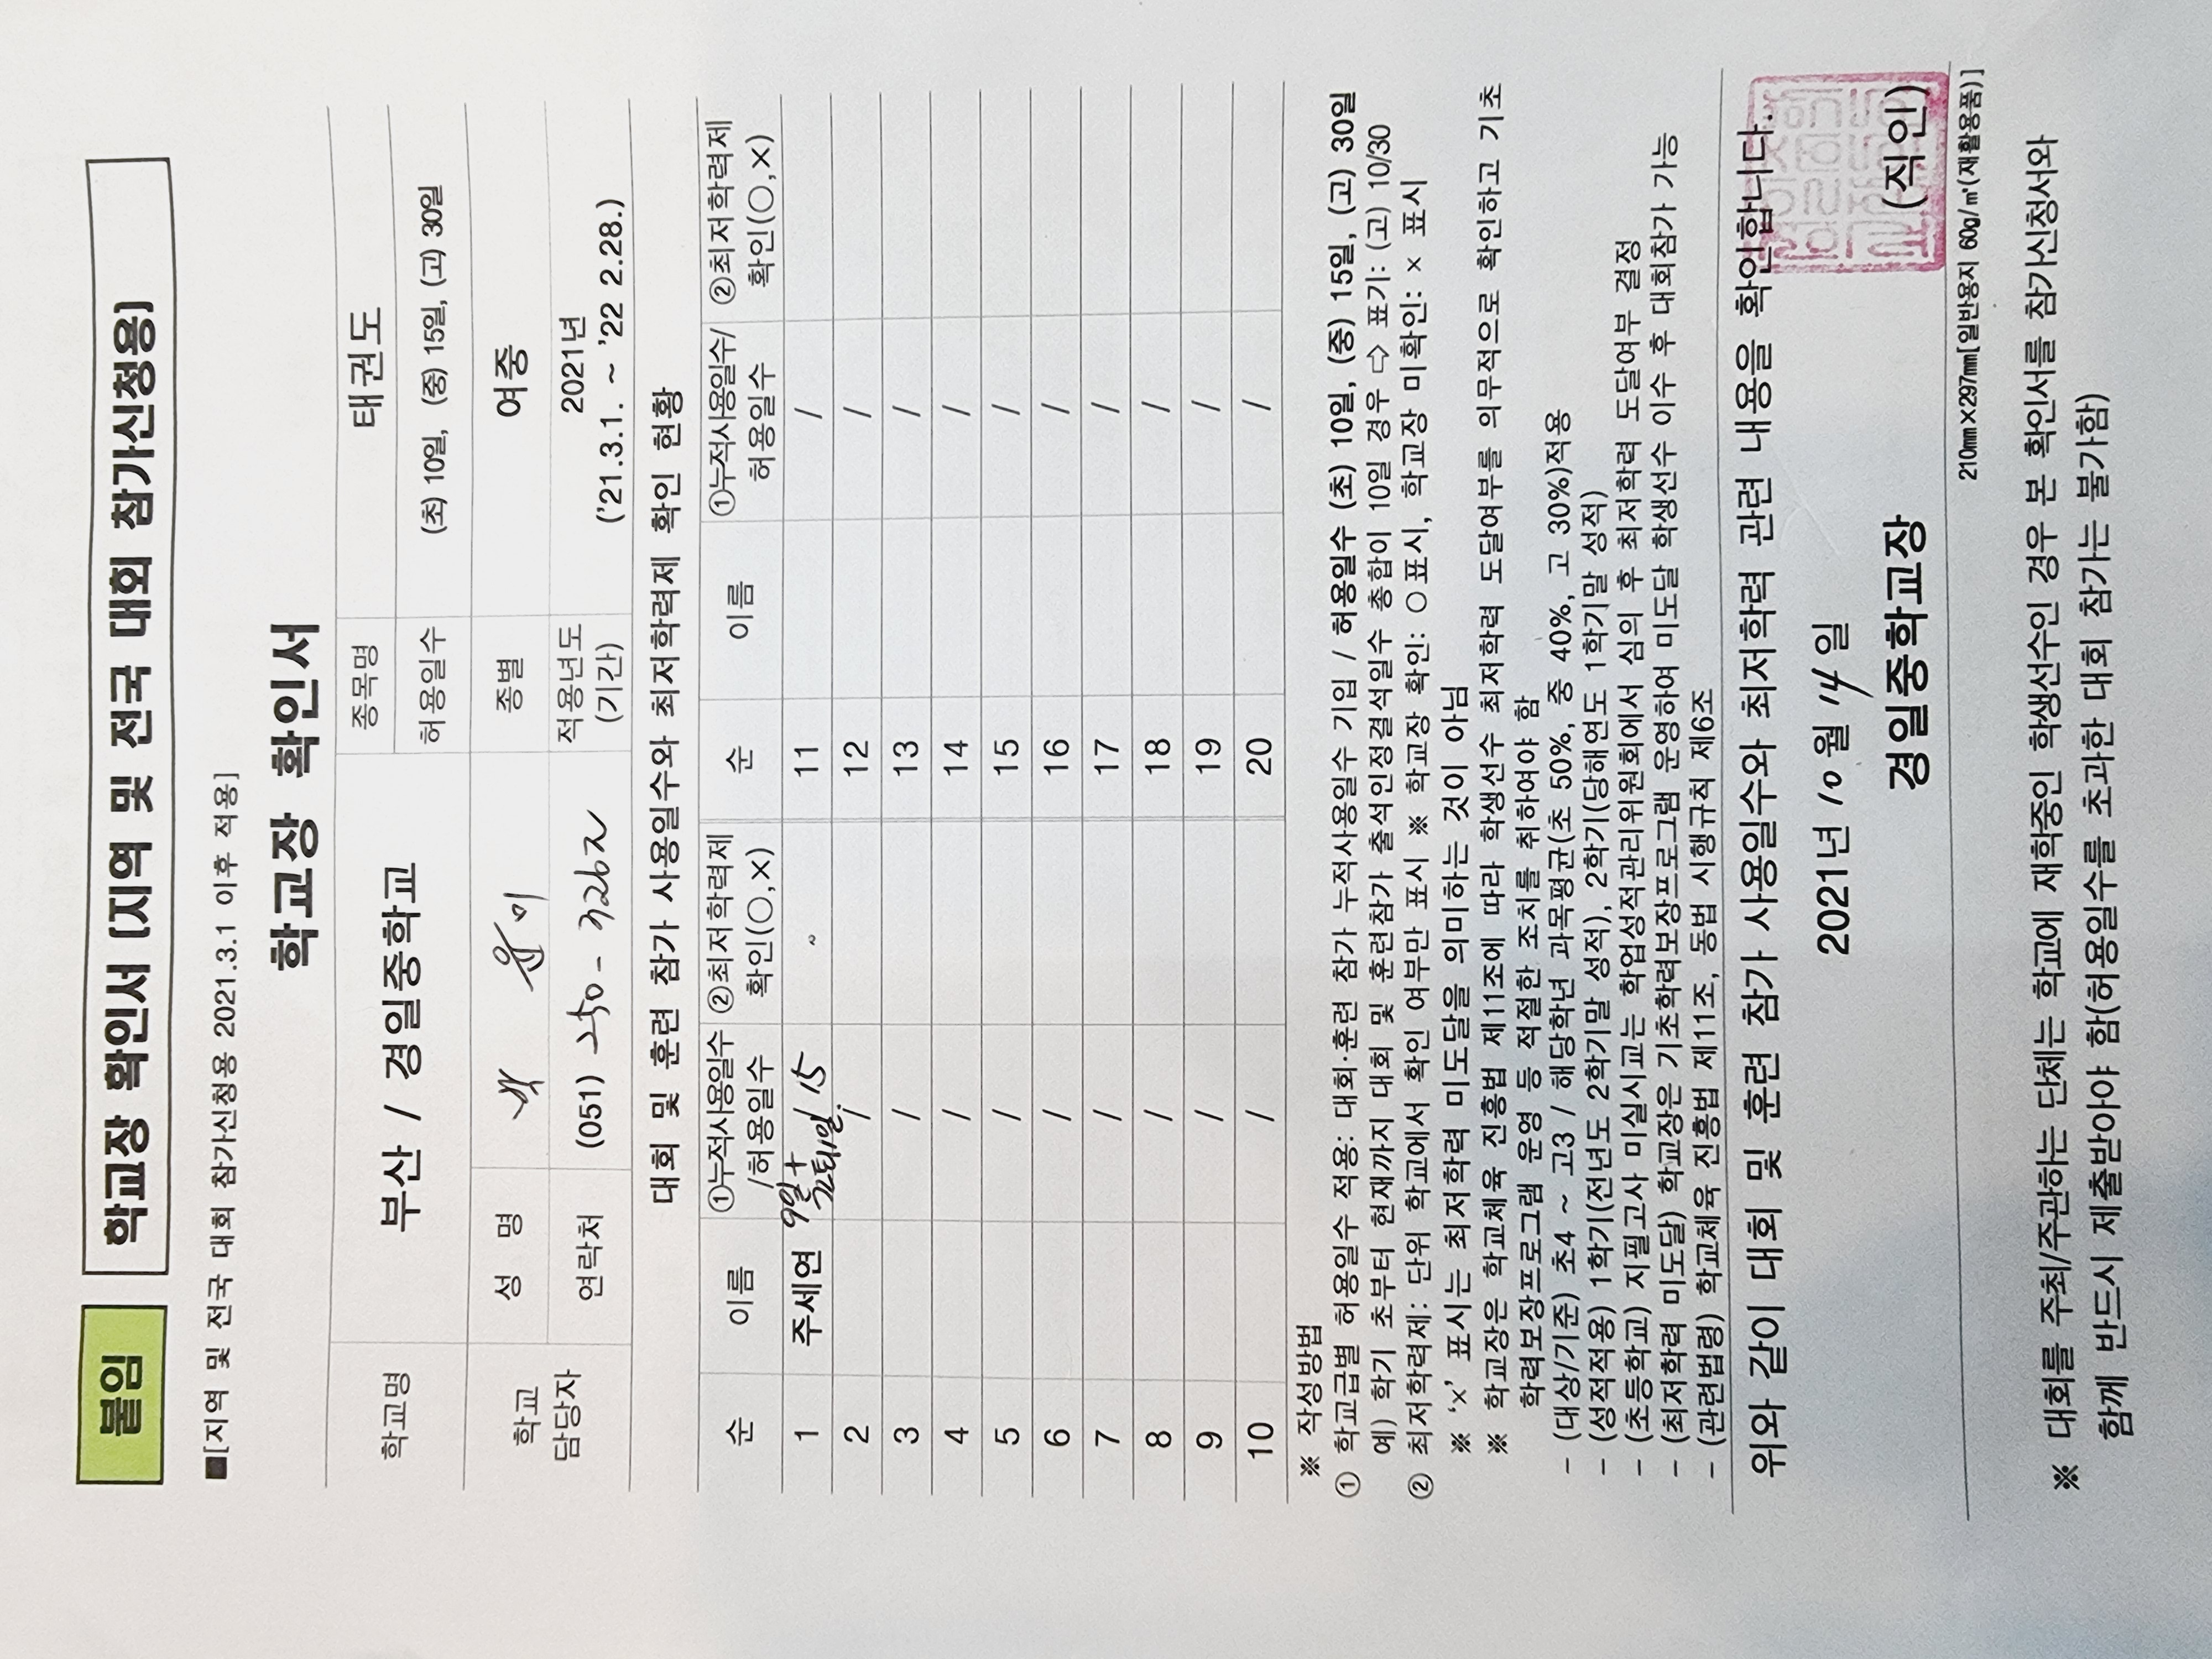 붙임
학교장 확인서 (지역 및 전국 대회 참가신청용)
■[지역 및 전국 대회 참가신청용 2021.3.1 이후 적용]
학교장 확인서
학교명 부산 / 경일중학교 종목명 태권도
허용일수 (초) 10일, (중) 15일, (고) 30일
학교 담당자 성 명 박 윤 미 종별 여중
연락처 (051) 250 - 3262 적용년도 (기간) 2021년 ('21.3.1. ~ '22 2.28.)
대회 및 훈련 참가 사용일수와 최저학력제 확인 현황
순 이름 ①누적사용일수/허용일수 ②최저학력제 확인(○,×) 순 이름 ①누적사용일수/허용일수 ②최저학력제 확인(○,×)
1 주세연 9일+ / 15 11 /
2 / 12 /
3 / 13 /
4 / 14 /
5 / 15 /
6 / 16 /
7 / 17 /
8 / 18 /
9 / 19 /
10 / 20 /
※ 작성방법
① 학교급별 허용일수 적용: 대회·훈련 참가 누적사용일수 기입 / 허용일수 (초) 10일, (중) 15일, (고) 30일
예) 학기 초부터 현재까지 대회 및 훈련참가 출석인정결석일수 총합이 10일 경우 ⇨ 표기: (고) 10/30
② 최저학력제: 단위 학교에서 확인 여부만 표시 ※ 학교장 확인: ○표시, 학교장 미확인: × 표시
※ '×' 표시는 최저학력 미도달을 의미하는 것이 아님
※ 학교장은 학교체육 진흥법 제11조에 따라 학생선수 최저학력 도달여부를 의무적으로 확인하고 기초
학력보장프로그램 운영 등 적절한 조치를 취하여야 함
- (대상/기준) 초4 ~ 고3 / 해당학년 과목평균(초 50%, 중 40%, 고 30%)적용
- (성적적용) 1학기(전년도 2학기말 성적), 2학기(당해연도 1학기말 성적)
- (초등학교) 지필고사 미실시교는 학업성적관리위원회에서 심의 후 최저학력 도달여부 결정
- (최저학력 미도달) 학교장은 기초학력보장프로그램 운영하여 미도달 학생선수 이수 후 대회참가 가능
- (관련법령) 학교체육 진흥법 제11조, 동법 시행규칙 제6조
위와 같이 대회 및 훈련 참가 사용일수와 최저학력 관련 내용을 확인합니다.
2021년 10월 14일
경일중학교장 (직인)
210mm×297mm[일반용지 60g/㎡(재활용품)]
※ 대회를 주최/주관하는 단체는 학교에 재학중인 학생선수인 경우 본 확인서를 참가신청서와
함께 반드시 제출받아야 함(허용일수를 초과한 대회 참가는 불가함)